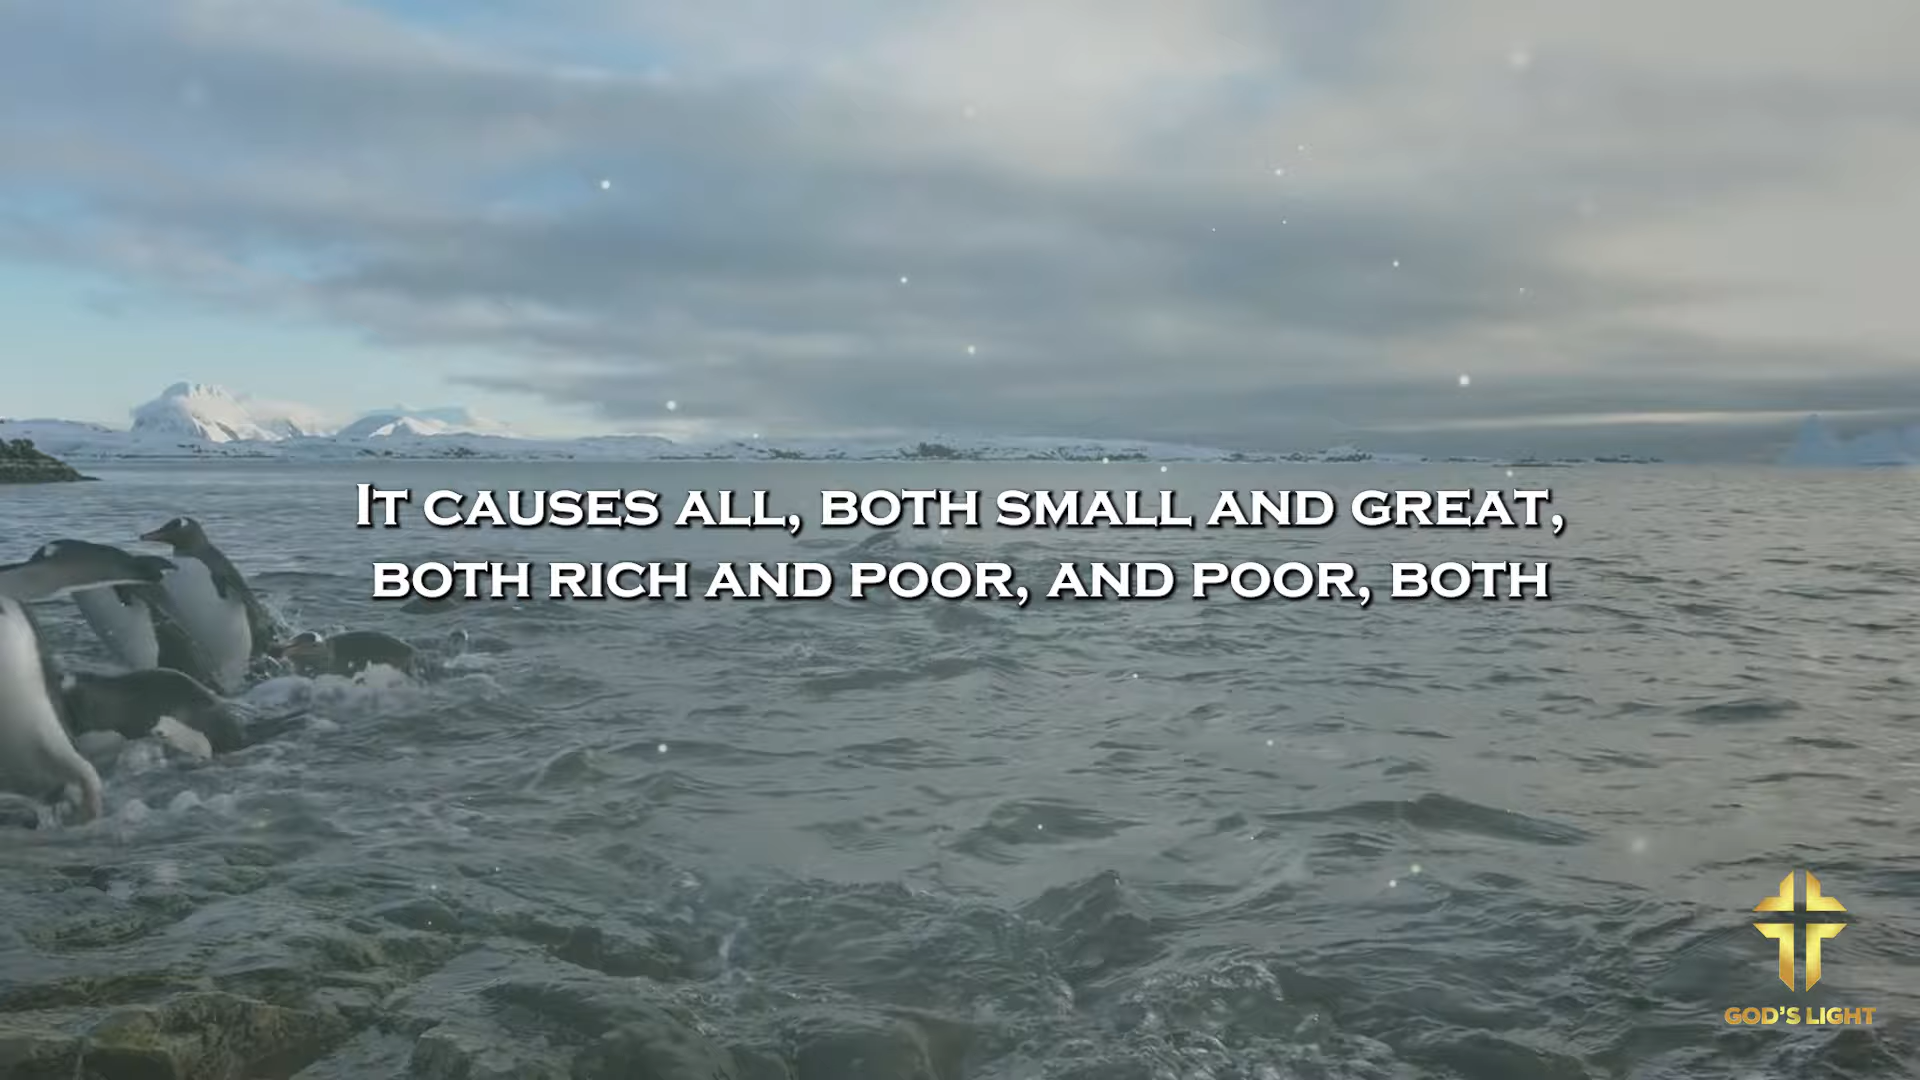 It causes all, both small and great,
both rich and poor, and poor, both
GOD'S LIGHT